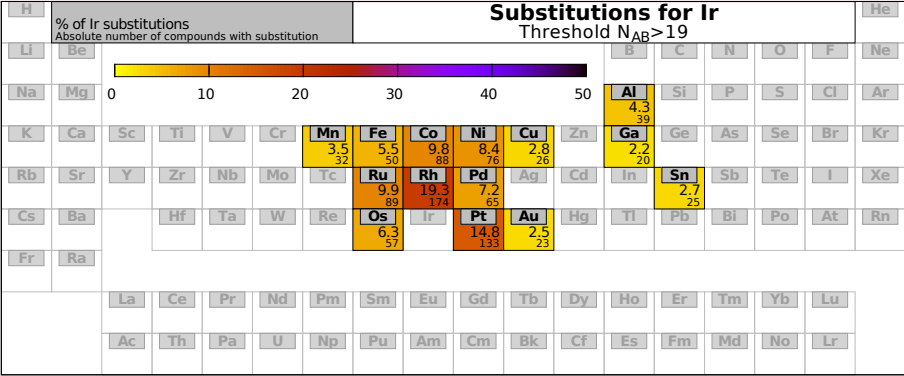 H
% of Ir substitutions
Absolute number of compounds with substitution
Substitutions for Ir
Threshold N_AB>19
He
Li Be B C N O F Ne
0 10 20 30 40 50
Na Mg Al Si P S Cl Ar
4.3
39
K Ca Sc Ti V Cr Mn Fe Co Ni Cu Zn Ga Ge As Se Br Kr
3.5 5.5 9.8 8.4 2.8 2.2
32 50 88 76 26 20
Rb Sr Y Zr Nb Mo Tc Ru Rh Pd Ag Cd In Sn Sb Te I Xe
9.9 19.3 7.2 2.7
89 174 65 25
Cs Ba Hf Ta W Re Os Ir Pt Au Hg Tl Pb Bi Po At Rn
6.3 14.8 2.5
57 133 23
Fr Ra
La Ce Pr Nd Pm Sm Eu Gd Tb Dy Ho Er Tm Yb Lu
Ac Th Pa U Np Pu Am Cm Bk Cf Es Fm Md No Lr